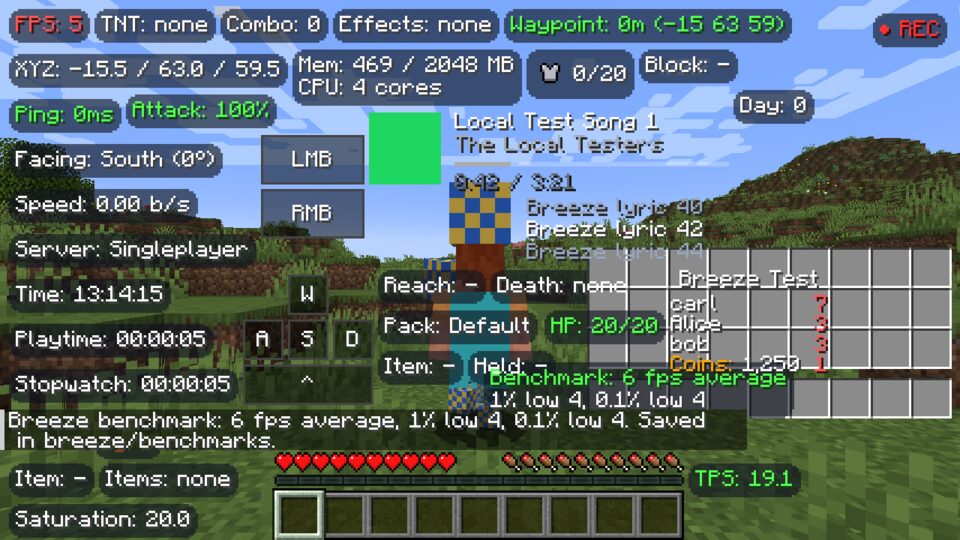 FPS: 5 TNT: none Combo: 0 Effects: none Waypoint: 0m (-15 63 59) REC
XYZ: -15.5 / 63.0 / 59.5 Mem: 469 / 2048 MB 0/20 Block: -
CPU: 4 cores
Day: 0
Ping: 0ms Attack: 100%
Local Test Song 1
The Local Testers
Facing: South (0°) LMB
0:42 / 3:21
Speed: 0.00 b/s RMB
Breeze lyric 40
Breeze lyric 42
Breeze lyric 44
Server: Singleplayer
Breeze Test
Time: 13:14:15 W Reach: - Death: none
carl 7
Alice 3
bob 3
Coins: 1,250 1
Playtime: 00:00:05 A S D Pack: Default HP: 20/20
Item: - Held: -
Stopwatch: 00:00:05 ^
Benchmark: 6 fps average
1% low 4, 0.1% low 4
Breeze benchmark: 6 fps average, 1% low 4, 0.1% low 4. Saved
in breeze/benchmarks.
Item: - Items: none TPS: 19.1
Saturation: 20.0